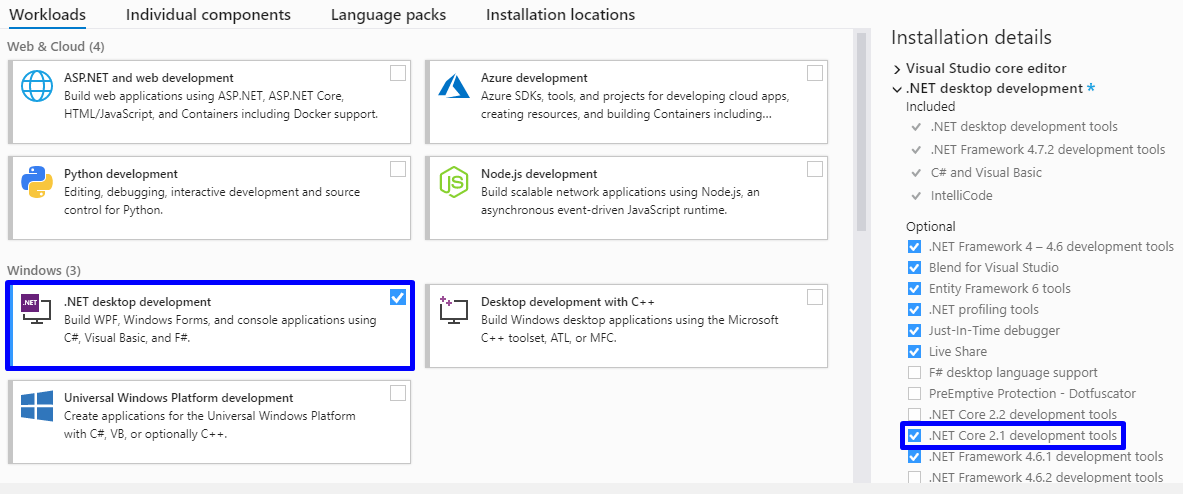 Workloads
Individual components
Language packs
Installation locations
Web & Cloud (4)
ASP.NET and web development
Build web applications using ASP.NET, ASP.NET Core,
HTML/JavaScript, and Containers including Docker support.
Azure development
Azure SDKs, tools, and projects for developing cloud apps,
creating resources, and building Containers including...
Python development
Editing, debugging, interactive development and source
control for Python.
Node.js development
Build scalable network applications using Node.js, an
asynchronous event-driven JavaScript runtime.
Windows (3)
.NET
.NET desktop development
Build WPF, Windows Forms, and console applications using
C#, Visual Basic, and F#.
Desktop development with C++
Build Windows desktop applications using the Microsoft
C++ toolset, ATL, or MFC.
Universal Windows Platform development
Create applications for the Universal Windows Platform
with C#, VB, or optionally C++.
Installation details
Visual Studio core editor
.NET desktop development *
Included
.NET desktop development tools
.NET Framework 4.7.2 development tools
C# and Visual Basic
IntelliCode
Optional
.NET Framework 4 – 4.6 development tools
Blend for Visual Studio
Entity Framework 6 tools
.NET profiling tools
Just-In-Time debugger
Live Share
F# desktop language support
PreEmptive Protection - Dotfuscator
.NET Core 2.2 development tools
.NET Core 2.1 development tools
.NET Framework 4.6.1 development tools
.NET Framework 4.6.2 development tools